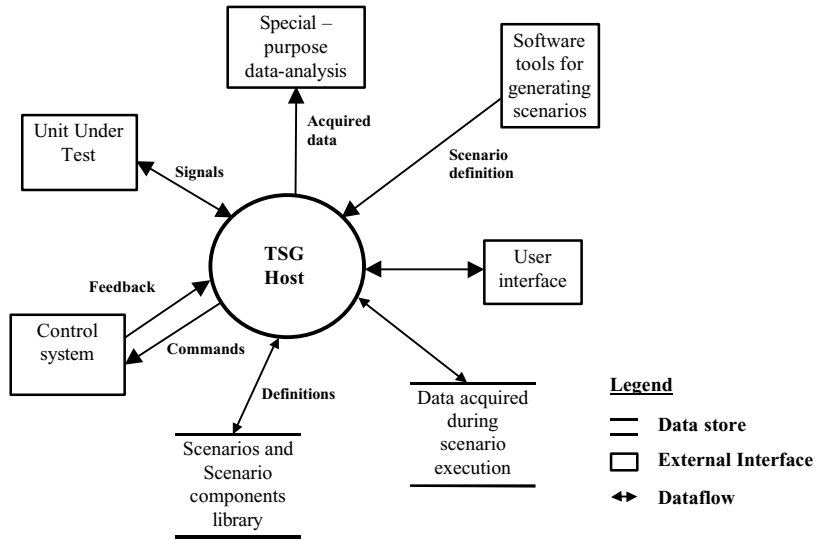 Special –
purpose
data-analysis
Software
tools for
generating
scenarios
Acquired
data
Unit Under
Test
Signals
Scenario
definition
TSG
Host
User
interface
Feedback
Control
system
Commands
Definitions
Data acquired
during
scenario
execution
Scenarios and
Scenario
components
library
Legend
Data store
External Interface
Dataflow